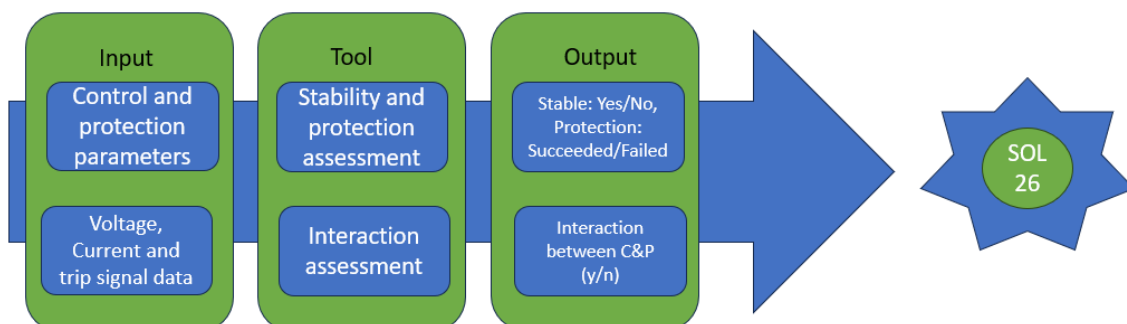 Input
Control and
protection
parameters
Voltage,
Current and
trip signal data
Tool
Stability and
protection
assessment
Interaction
assessment
Output
Stable: Yes/No,
Protection:
Succeeded/Failed
Interaction
between C&P
(y/n)
SOL
26